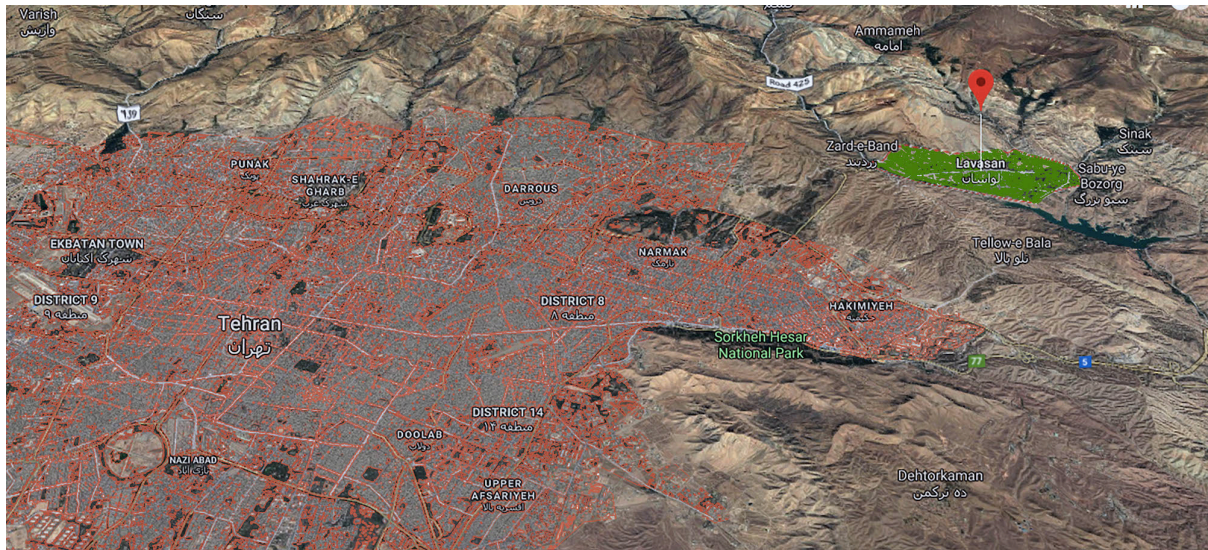 Varish
واریش
سنگان
Ammameh
امامه
Road 425
Sinak
سینک
Zard-e-Band
زردبند
Lavasan
لواسان
Sabu-ye
Bozorg
سبو بزرگ
PUNAK
پونک
SHAHRAK-E
GHARB
شهرک غرب
DARROUS
دروس
EKBATAN TOWN
شهرک اکباتان
NARMAK
نارمک
Tellow-e Bala
تلو بالا
DISTRICT 9
منطقه ۹
DISTRICT 8
منطقه ۸
HAKIMIYEH
حکیمیه
Tehran
تهران
Sorkheh Hesar
National Park
77
5
DISTRICT 14
منطقه ۱۴
DOOLAB
دولاب
NAZI ABAD
نازی آباد
UPPER
AFSARIYEH
افسریه بالا
Dehtorkaman
ده ترکمن